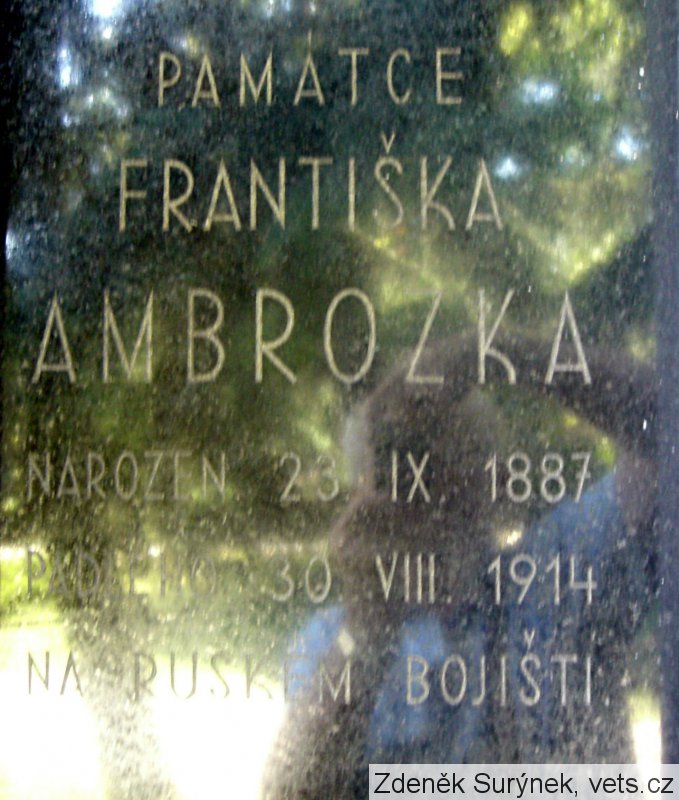 PAMÁTCE
FRANTIŠKA
AMBROZKA
NAROZEN. 23. IX. 1887
PADLÉHO 30. VIII. 1914
NA RUSKÉM BOJIŠTI.
Zdeněk Surýnek, vets.cz